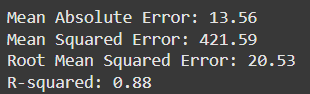 Mean Absolute Error: 13.56
Mean Squared Error: 421.59
Root Mean Squared Error: 20.53
R-squared: 0.88